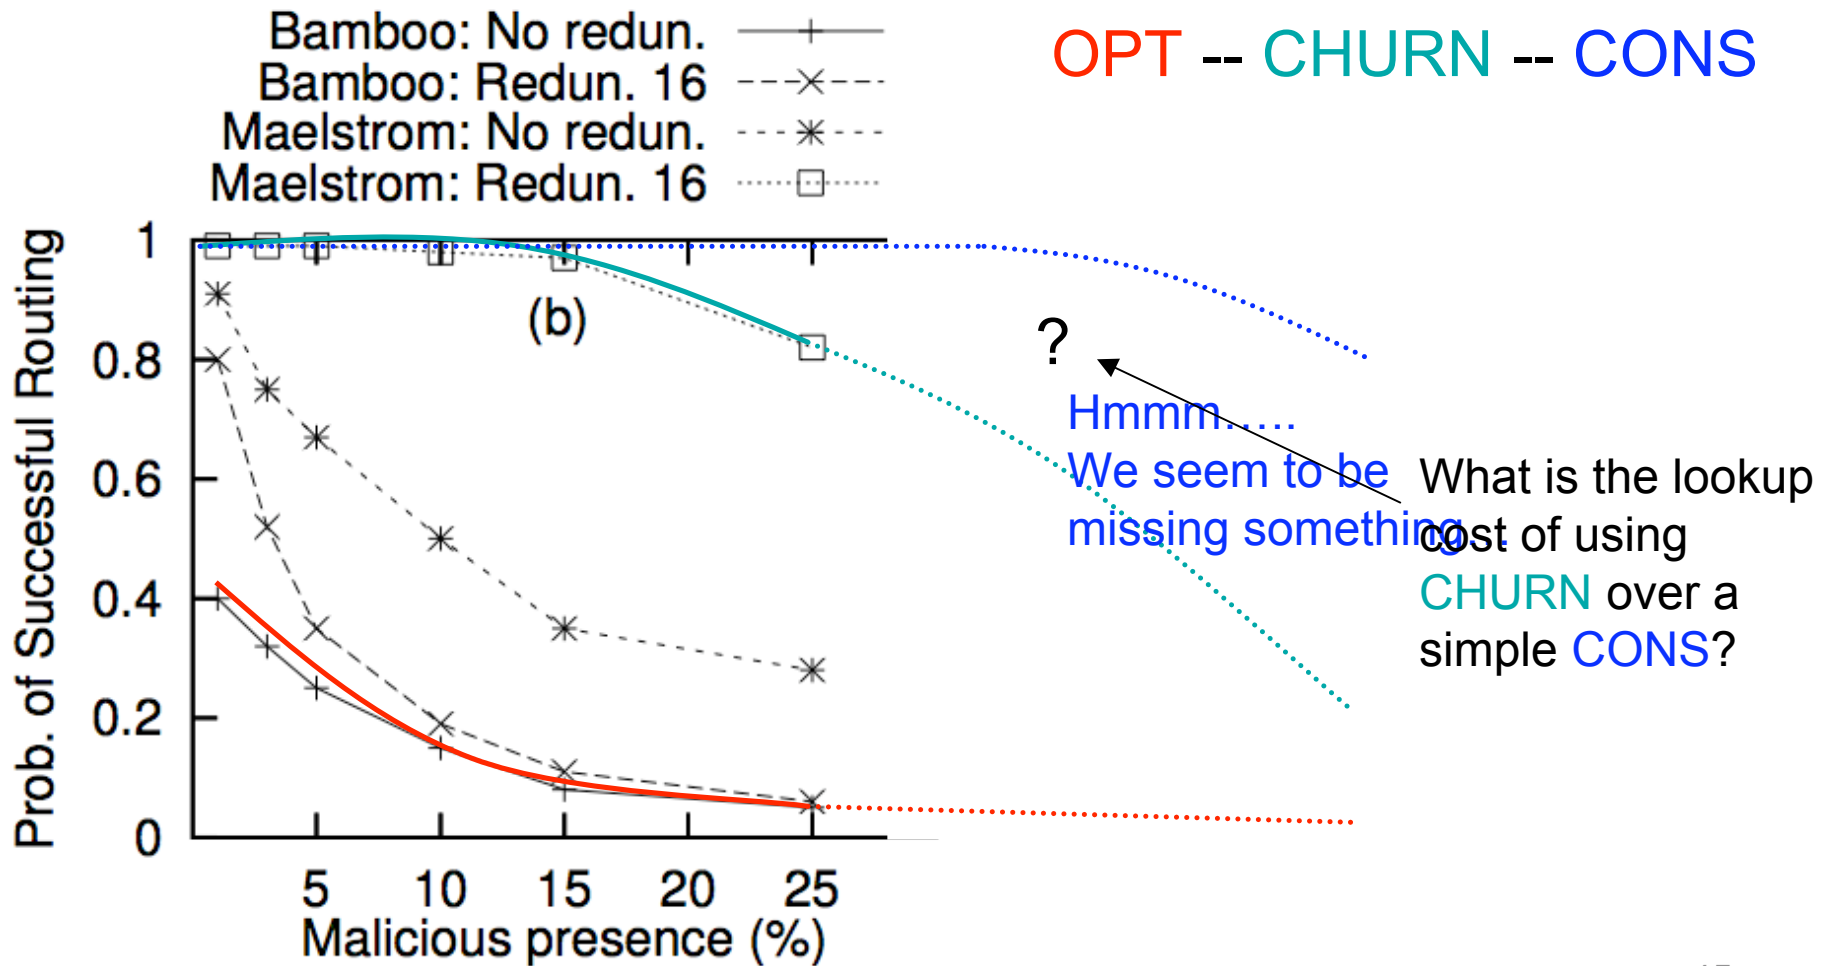 Bamboo: No redun.
Bamboo: Redun. 16
Maelstrom: No redun.
Maelstrom: Redun. 16
OPT -- CHURN -- CONS
Prob. of Successful Routing
1
0.8
0.6
0.4
0.2
0
(b)
?
Hmmm.....
We seem to be
missing something...
What is the lookup
cost of using
CHURN over a
simple CONS?
5 10 15 20 25
Malicious presence (%)